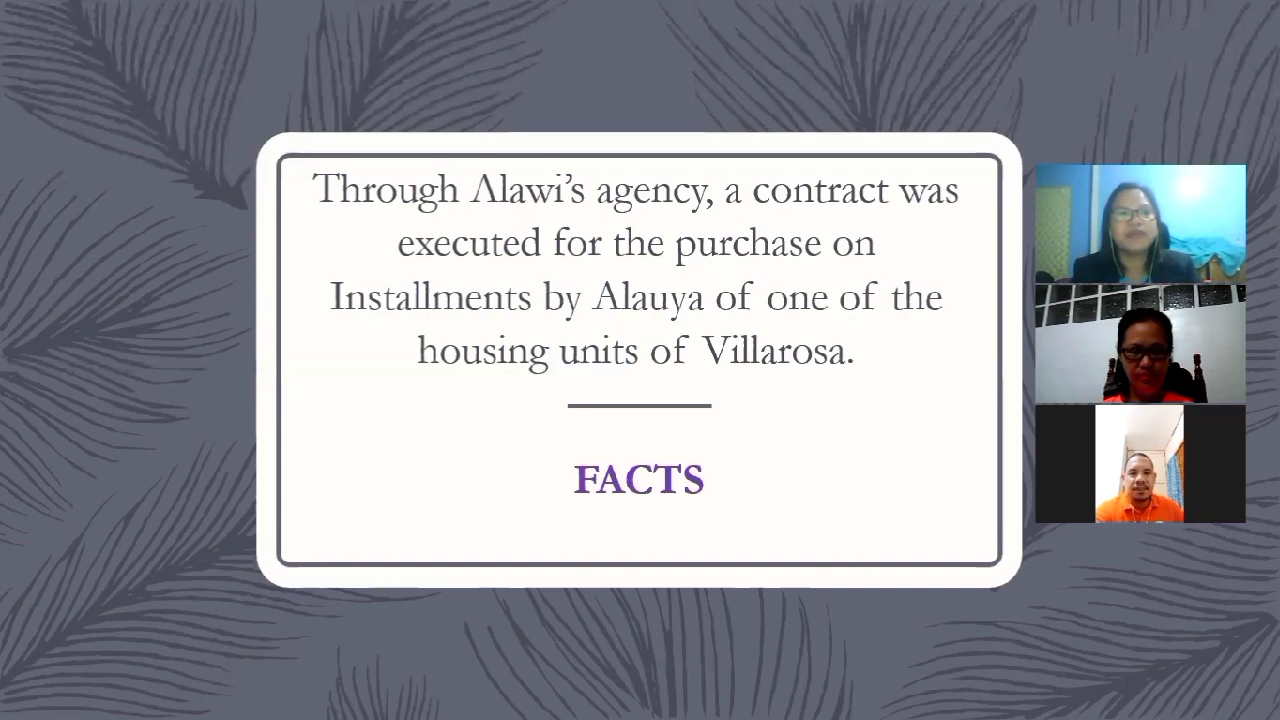 Through Alawi's agency, a contract was
executed for the purchase on
Installments by Alauya of one of the
housing units of Villarosa.
FACTS